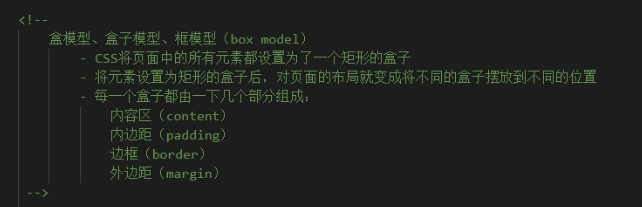 <!--
盒模型、盒子模型、框模型（box model）
- CSS将页面中的所有元素都设置为了一个矩形的盒子
- 将元素设置为矩形的盒子后，对页面的布局就变成将不同的盒子摆放到不同的位置
- 每一个盒子都由一下几个部分组成：
内容区（content）
内边距（padding）
边框（border）
外边距（margin）
-->